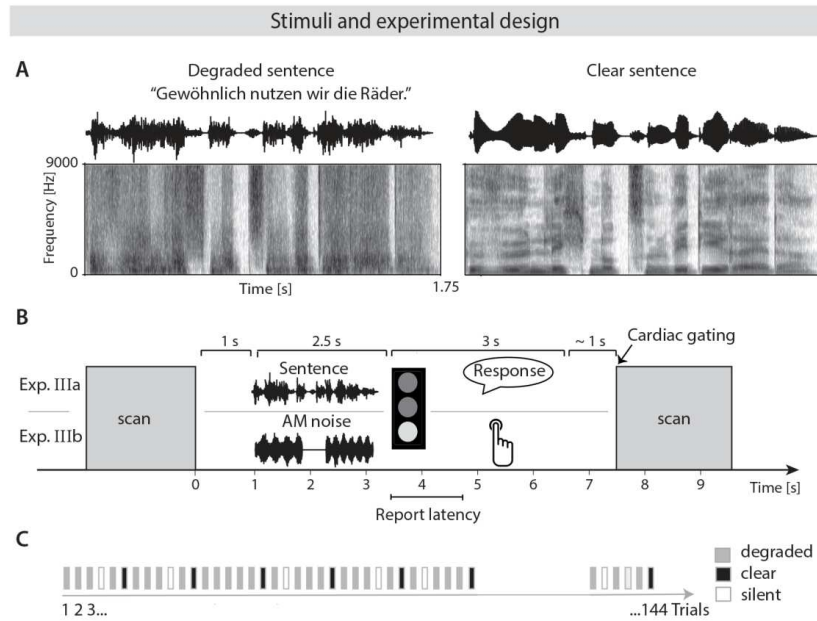 Stimuli and experimental design
A
Degraded sentence
Clear sentence
"Gewöhnlich nutzen wir die Räder."
9000
Frequency [Hz]
0
Time [s]
1.75
B
1 s
2.5 s
3 s
~ 1 s
Cardiac gating
Exp. IIIa
scan
Sentence
Response
scan
Exp. IIIb
AM noise
0 1 2 3 4 5 6 7 8 9 Time [s]
Report latency
C
degraded
clear
silent
1 2 3...
...144 Trials